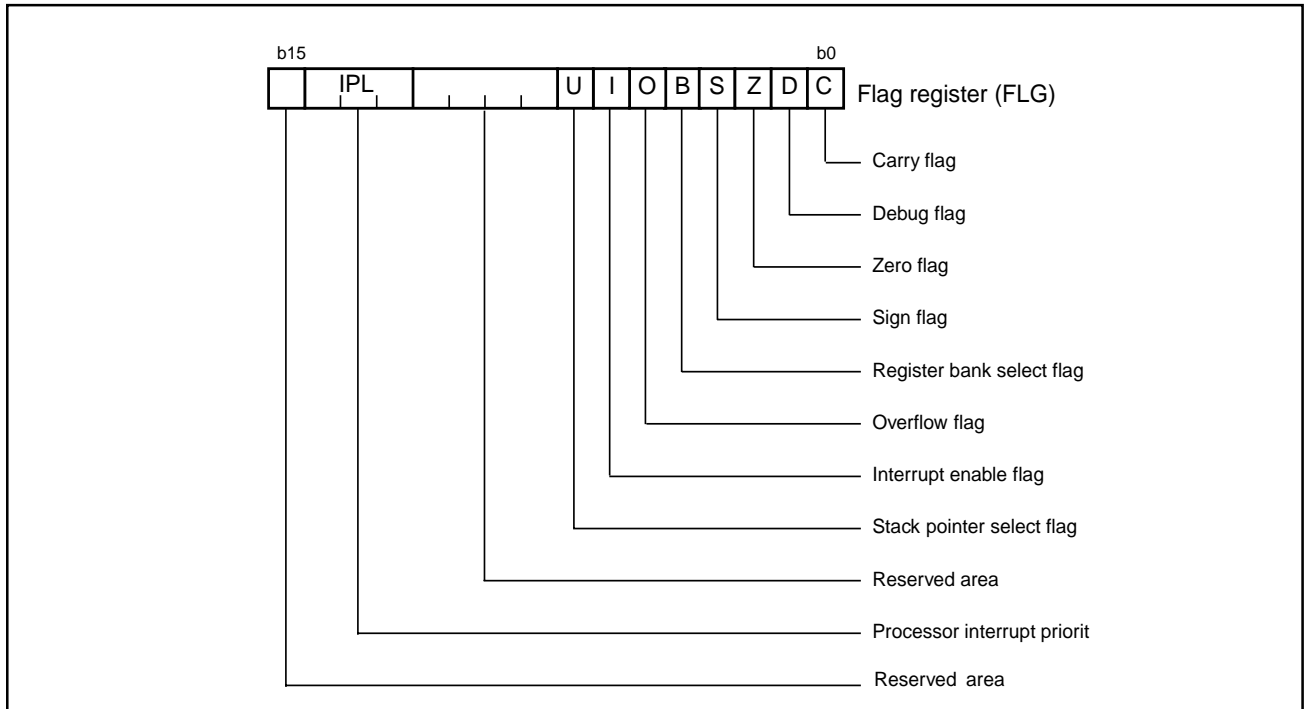 b15 b0
IPL U I O B S Z D C Flag register (FLG)
Carry flag
Debug flag
Zero flag
Sign flag
Register bank select flag
Overflow flag
Interrupt enable flag
Stack pointer select flag
Reserved area
Processor interrupt priorit
Reserved area